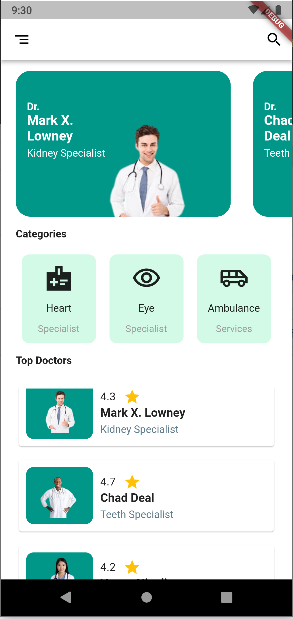 9:30
DEBUG
Dr.
Mark X.
Lowney
Kidney Specialist
Dr.
Chad
Deal
Teeth
Categories
Heart
Specialist
Eye
Specialist
Ambulance
Services
Top Doctors
4.3
Mark X. Lowney
Kidney Specialist
4.7
Chad Deal
Teeth Specialist
4.2